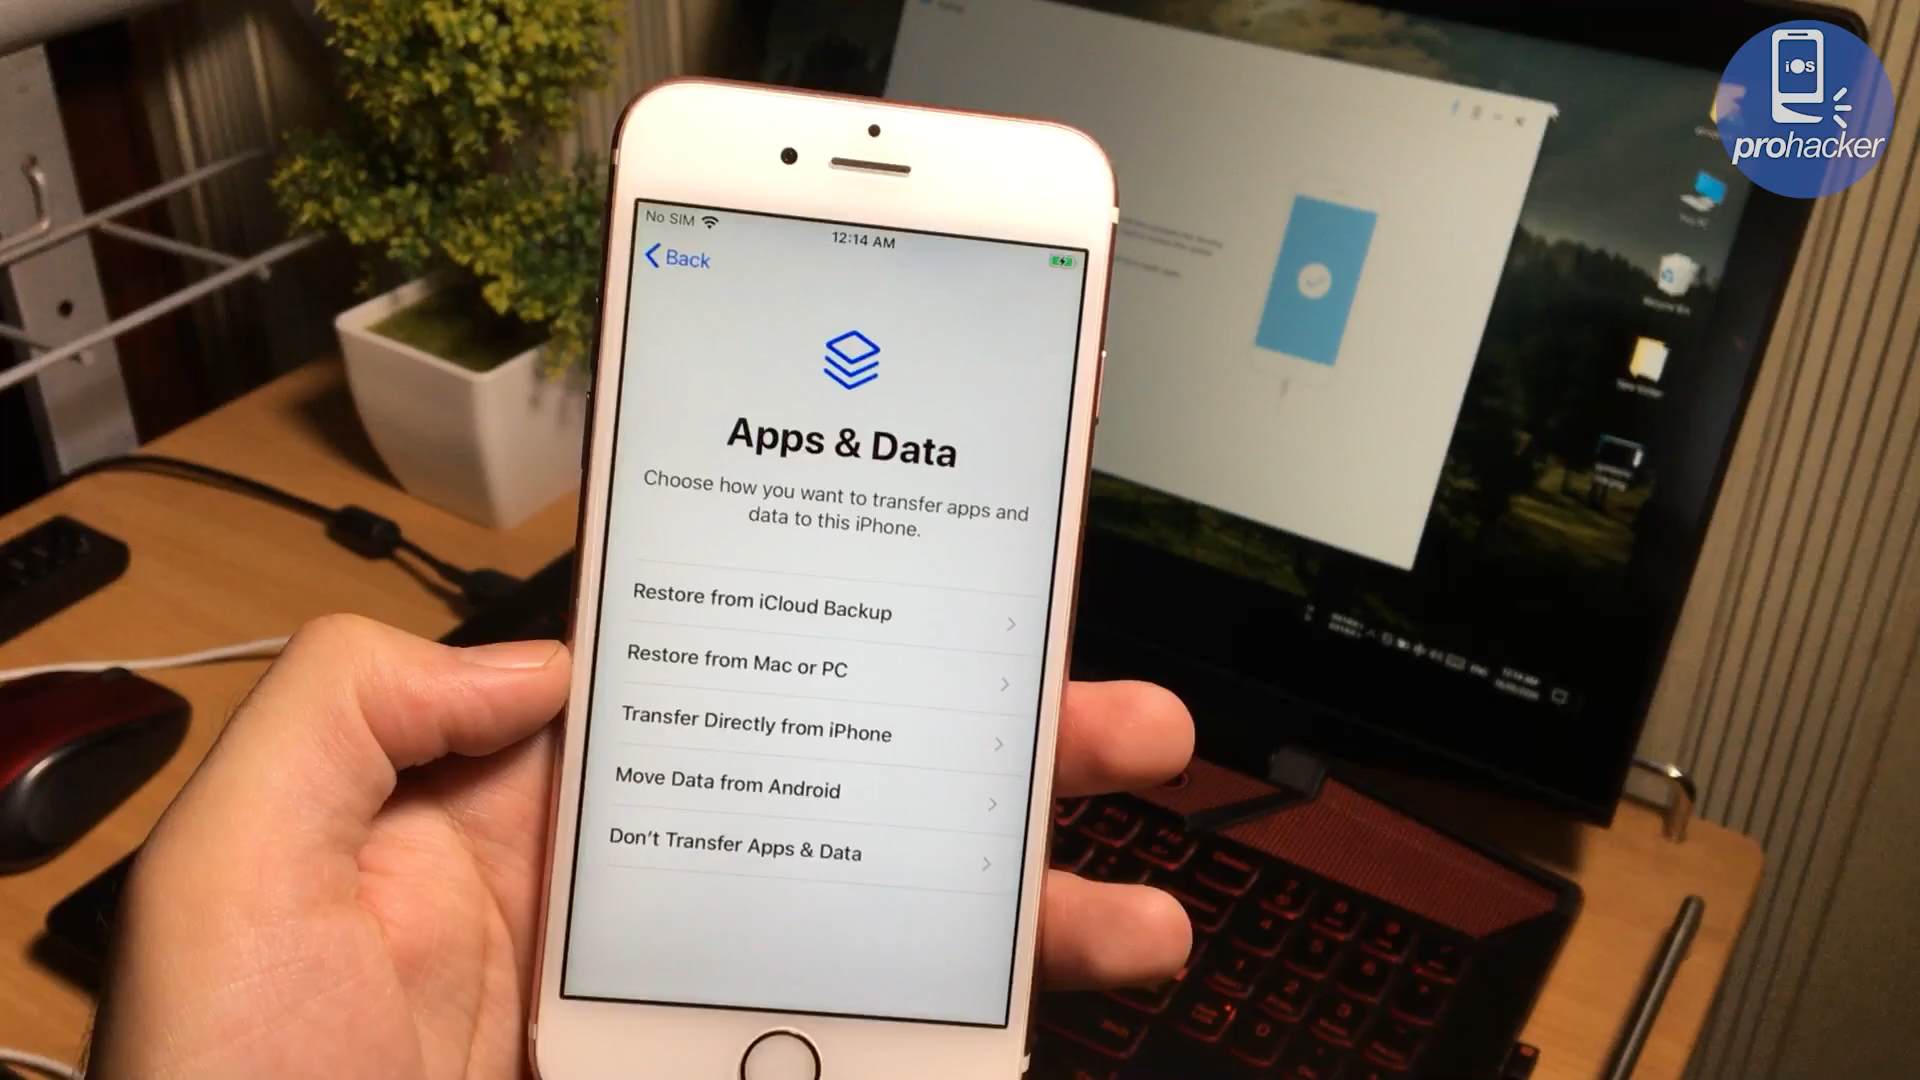 iOS
prohacker
No SIM
12:14 AM
Back
Apps & Data
Choose how you want to transfer apps and
data to this iPhone.
Restore from iCloud Backup
Restore from Mac or PC
Transfer Directly from iPhone
Move Data from Android
Don’t Transfer Apps & Data